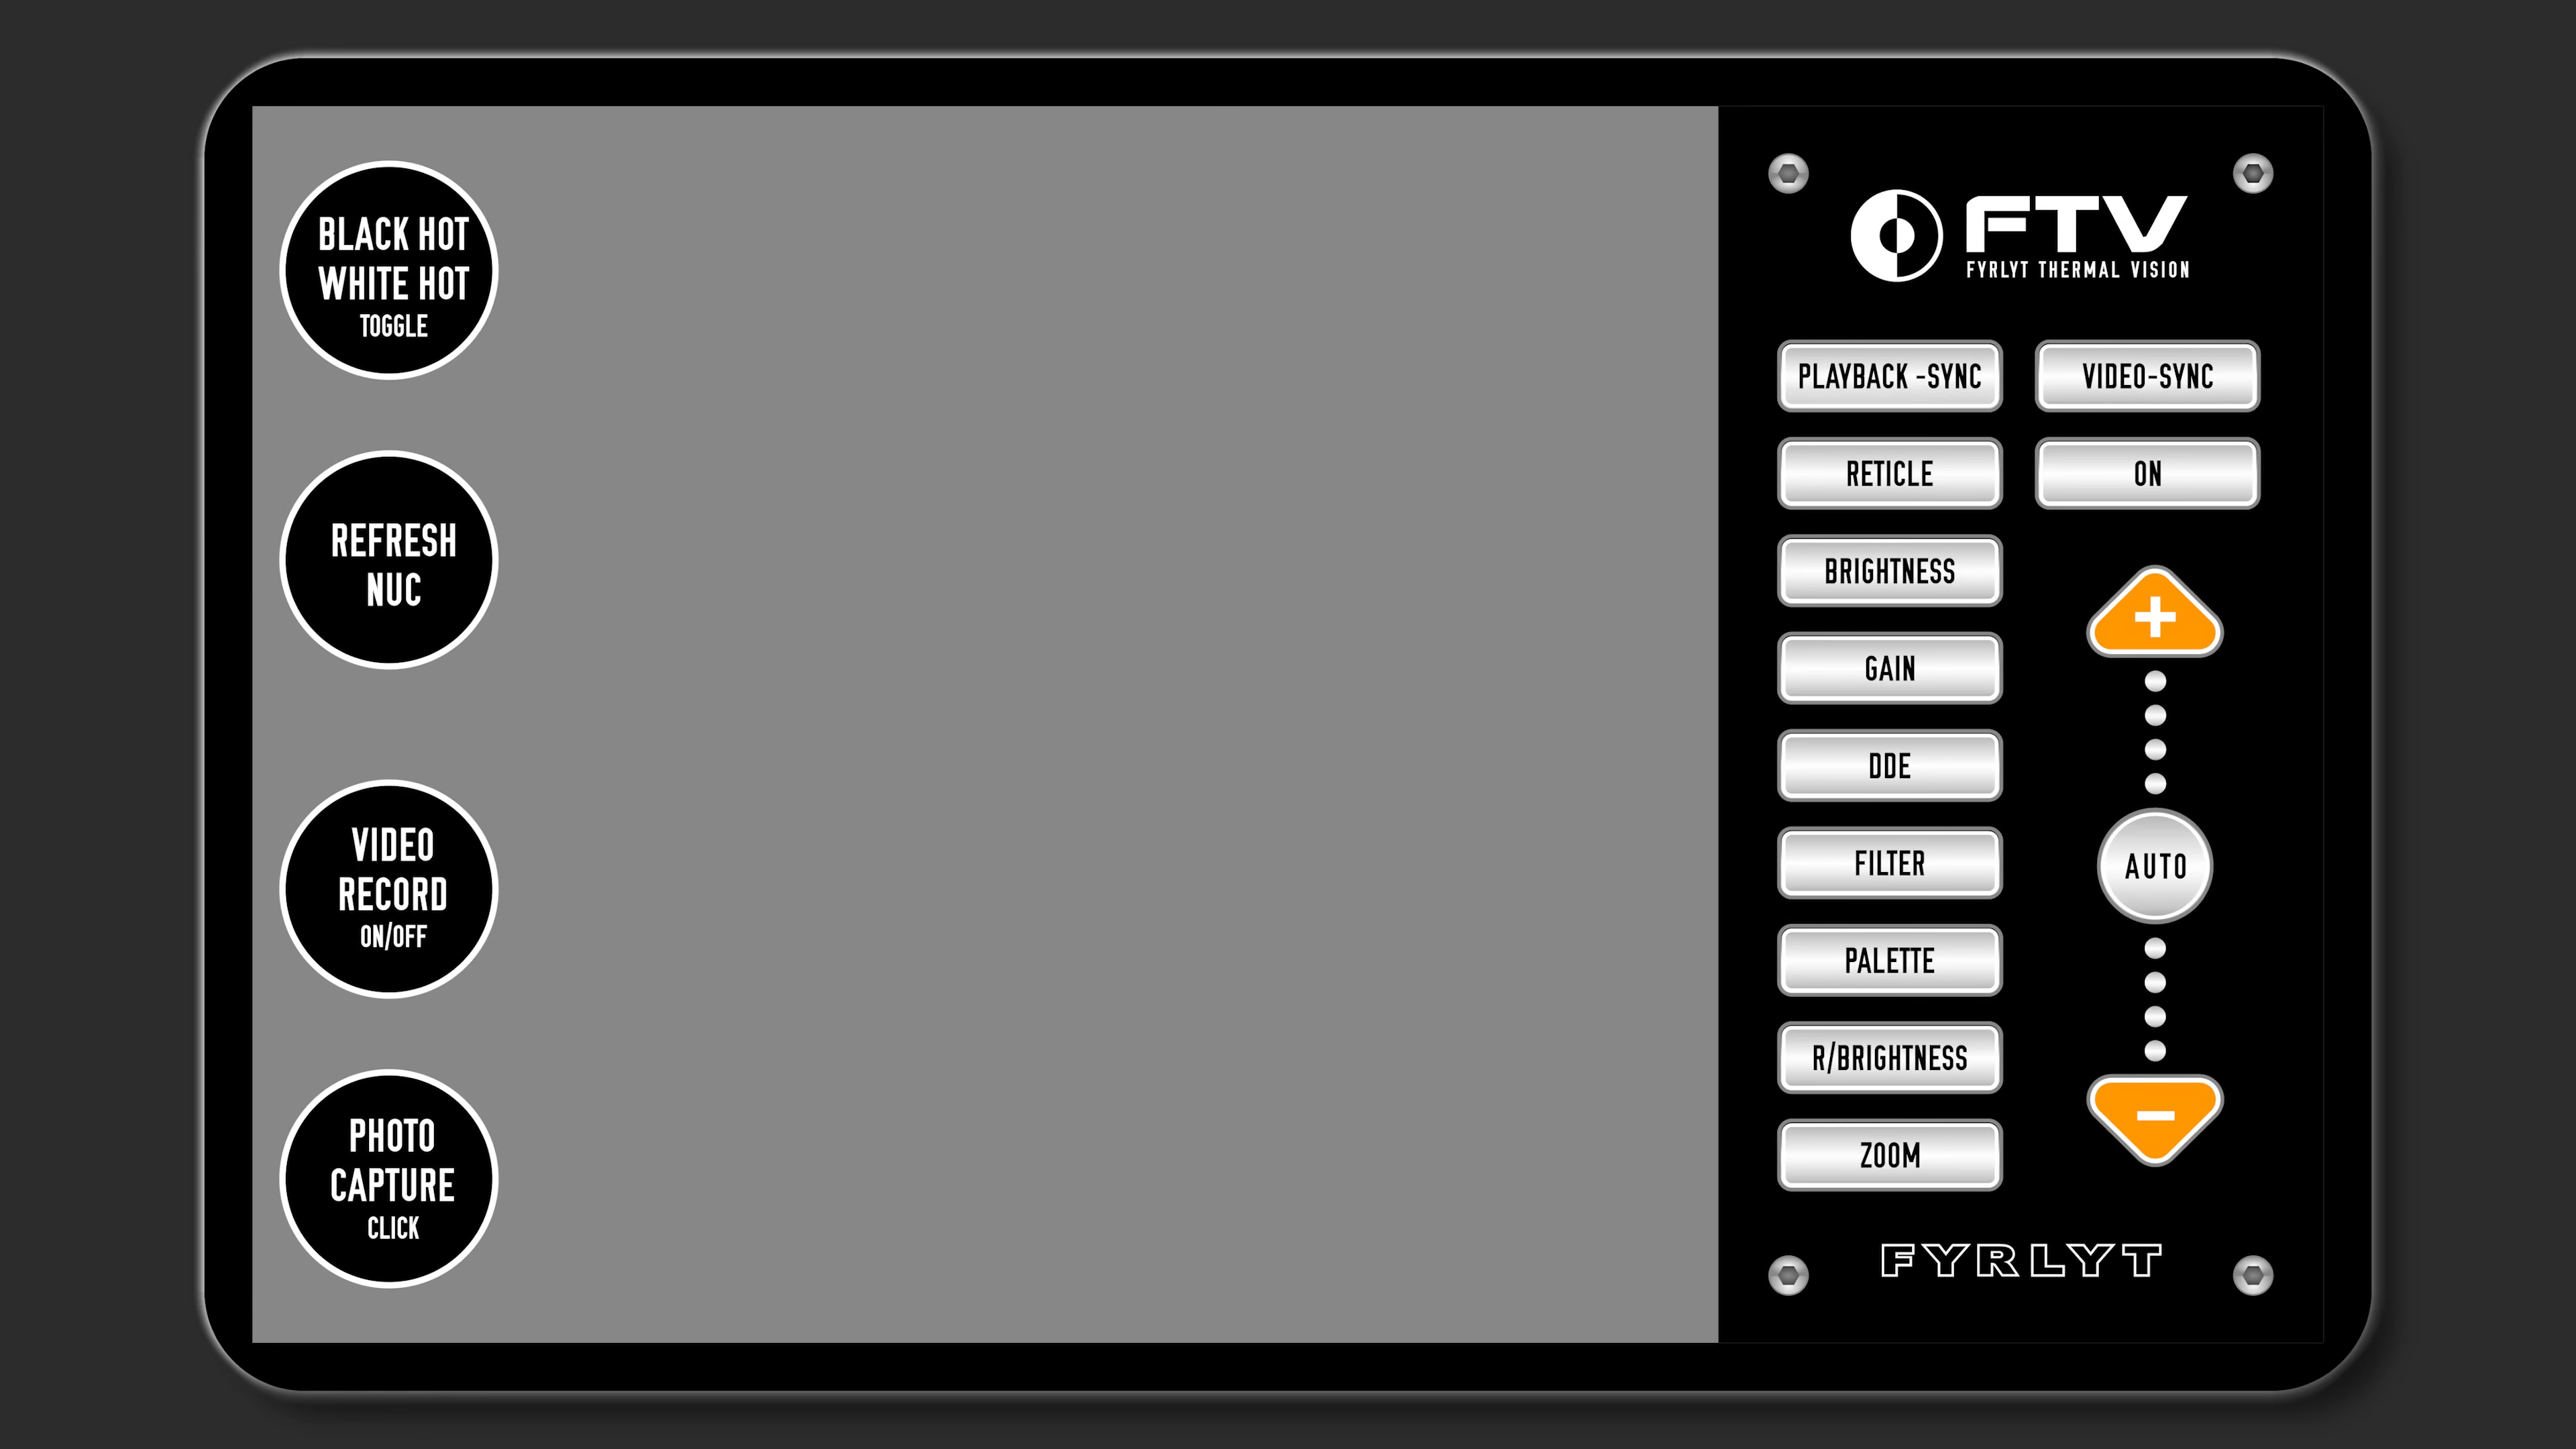 BLACK HOT
WHITE HOT
TOGGLE
REFRESH
NUC
VIDEO
RECORD
ON/OFF
PHOTO
CAPTURE
CLICK
FTV
FYRLYT THERMAL VISION
PLAYBACK -SYNC
VIDEO-SYNC
RETICLE
ON
BRIGHTNESS
GAIN
DDE
FILTER
PALETTE
R/BRIGHTNESS
ZOOM
+
AUTO
-
FYRLYT